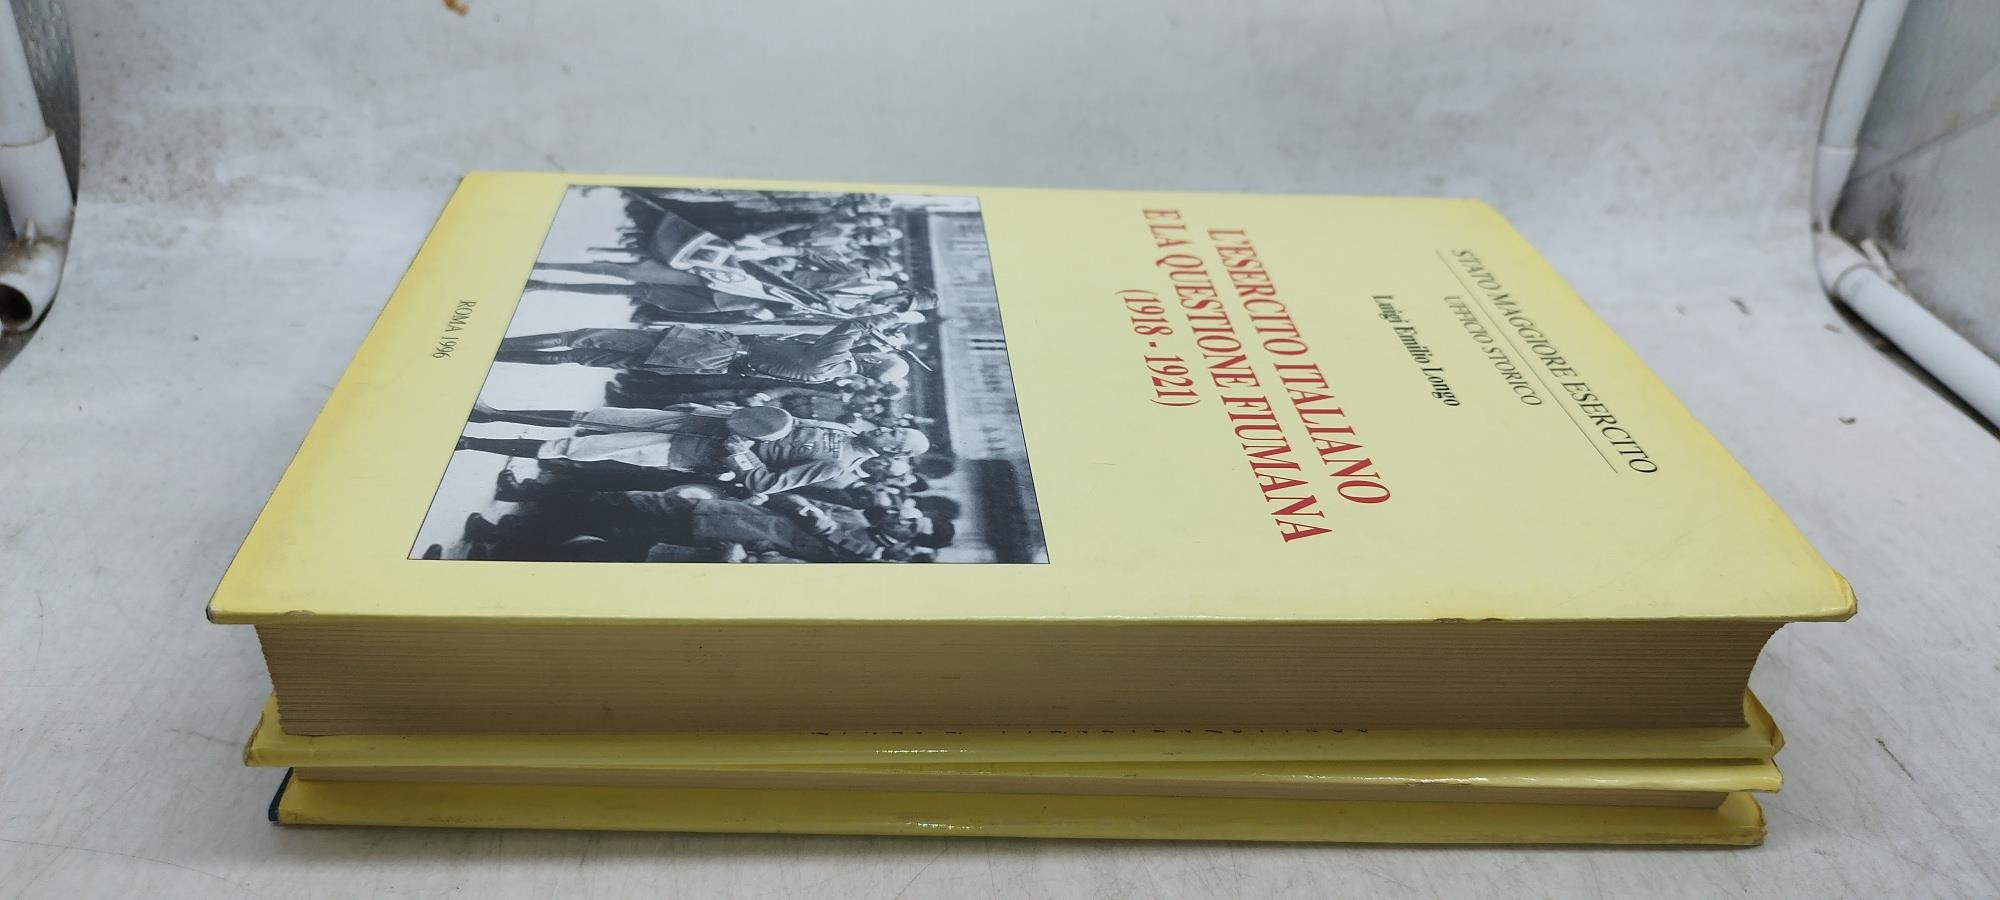 STATO MAGGIORE ESERCITO
UFFICIO STORICO
Luigi Emilio Longo
L'ESERCITO ITALIANO
E LA QUESTIONE FIUMANA
(1918 - 1921)
ROMA 1996